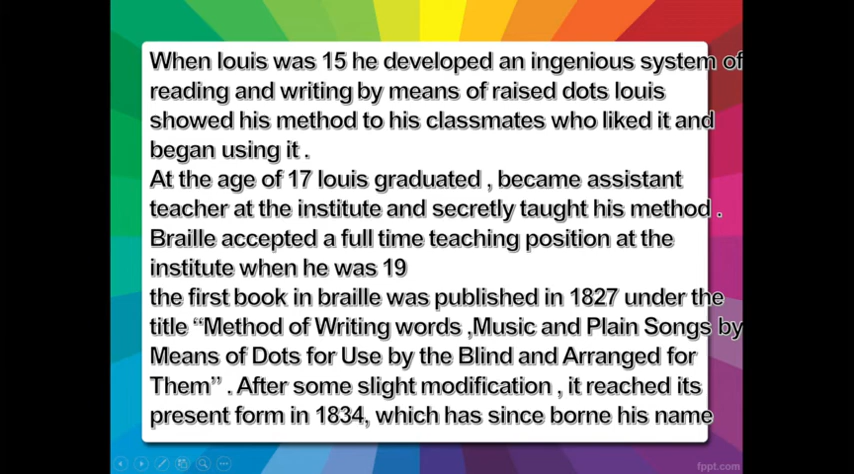 When louis was 15 he developed an ingenious system of
reading and writing by means of raised dots louis
showed his method to his classmates who liked it and
began using it .
At the age of 17 louis graduated , became assistant
teacher at the institute and secretly taught his method .
Braille accepted a full time teaching position at the
institute when he was 19
the first book in braille was published in 1827 under the
title “Method of Writing words ,Music and Plain Songs by
Means of Dots for Use by the Blind and Arranged for
Them” . After some slight modification , it reached its
present form in 1834, which has since borne his name
fppt.com